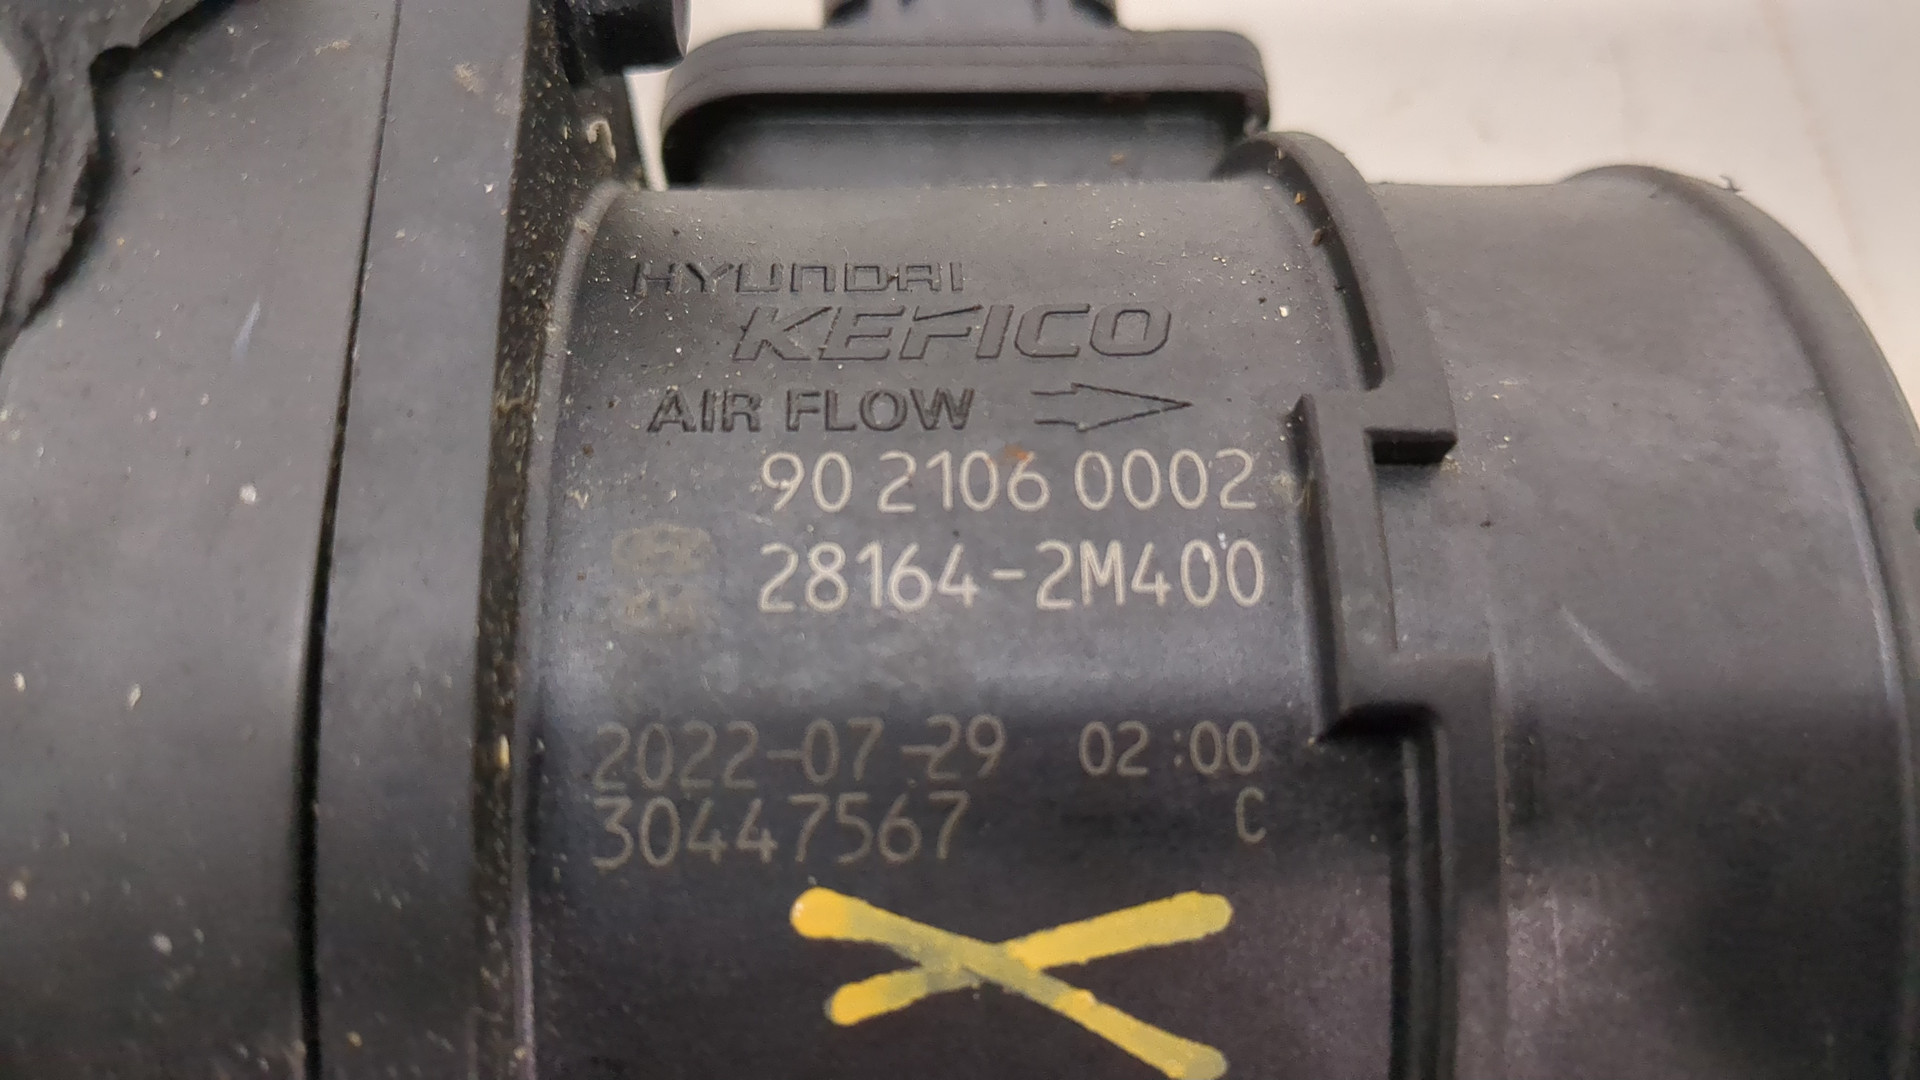 HYUNDAI
KEFICO
AIR FLOW
90 2106 0002
28164-2M400
2022-07-29 02:00
30447567 C